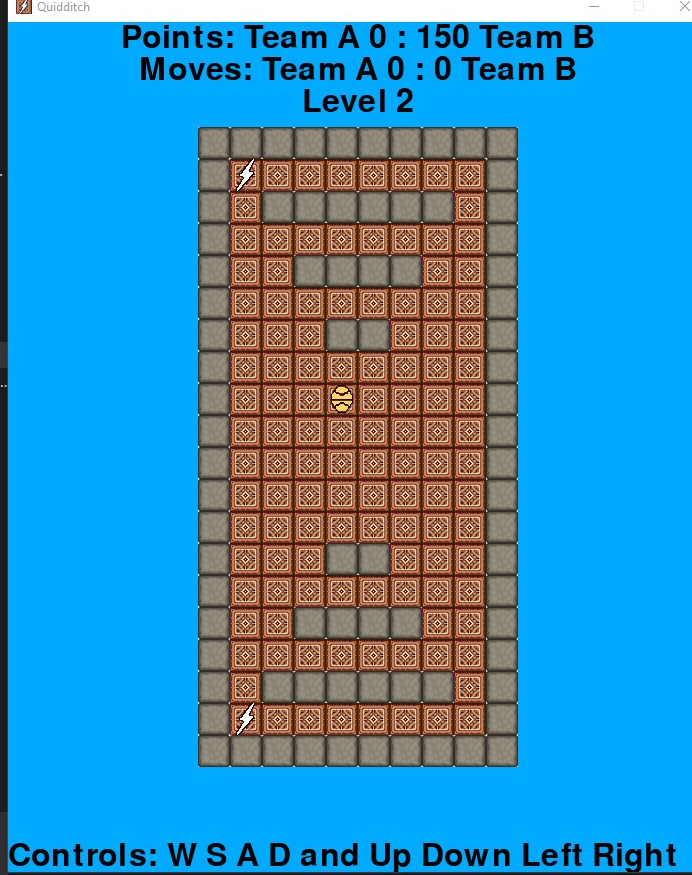 Quidditch
Points: Team A 0 : 150 Team B
Moves: Team A 0 : 0 Team B
Level 2
Controls: W S A D and Up Down Left Right